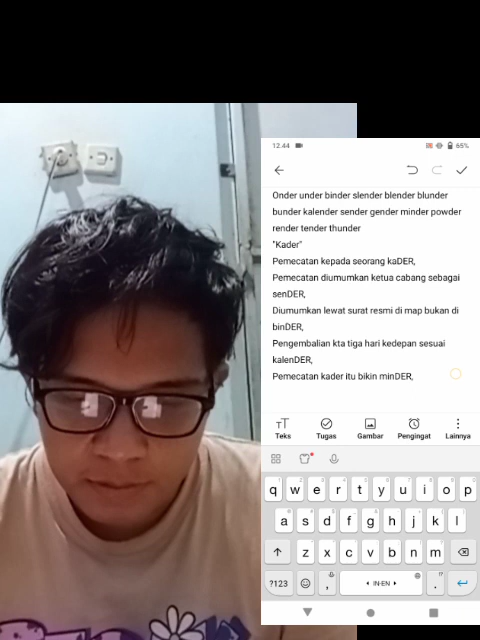 12.44
65%
Onder under binder slender blender blunder
bunder kalender sender gender minder powder
render tender thunder
"Kader"
Pemecatan kepada seorang kaDER,
Pemecatan diumumkan ketua cabang sebagai
senDER,
Diumumkan lewat surat resmi di map bukan di
binDER,
Pengembalian kta tiga hari kedepan sesuai
kalenDER,
Pemecatan kader itu bikin minDER,
Teks Tugas Gambar Pengingat Lainnya
q w e r t y u i o p
a s d f g h j k l
z x c v b n m
?123 , IN•EN .